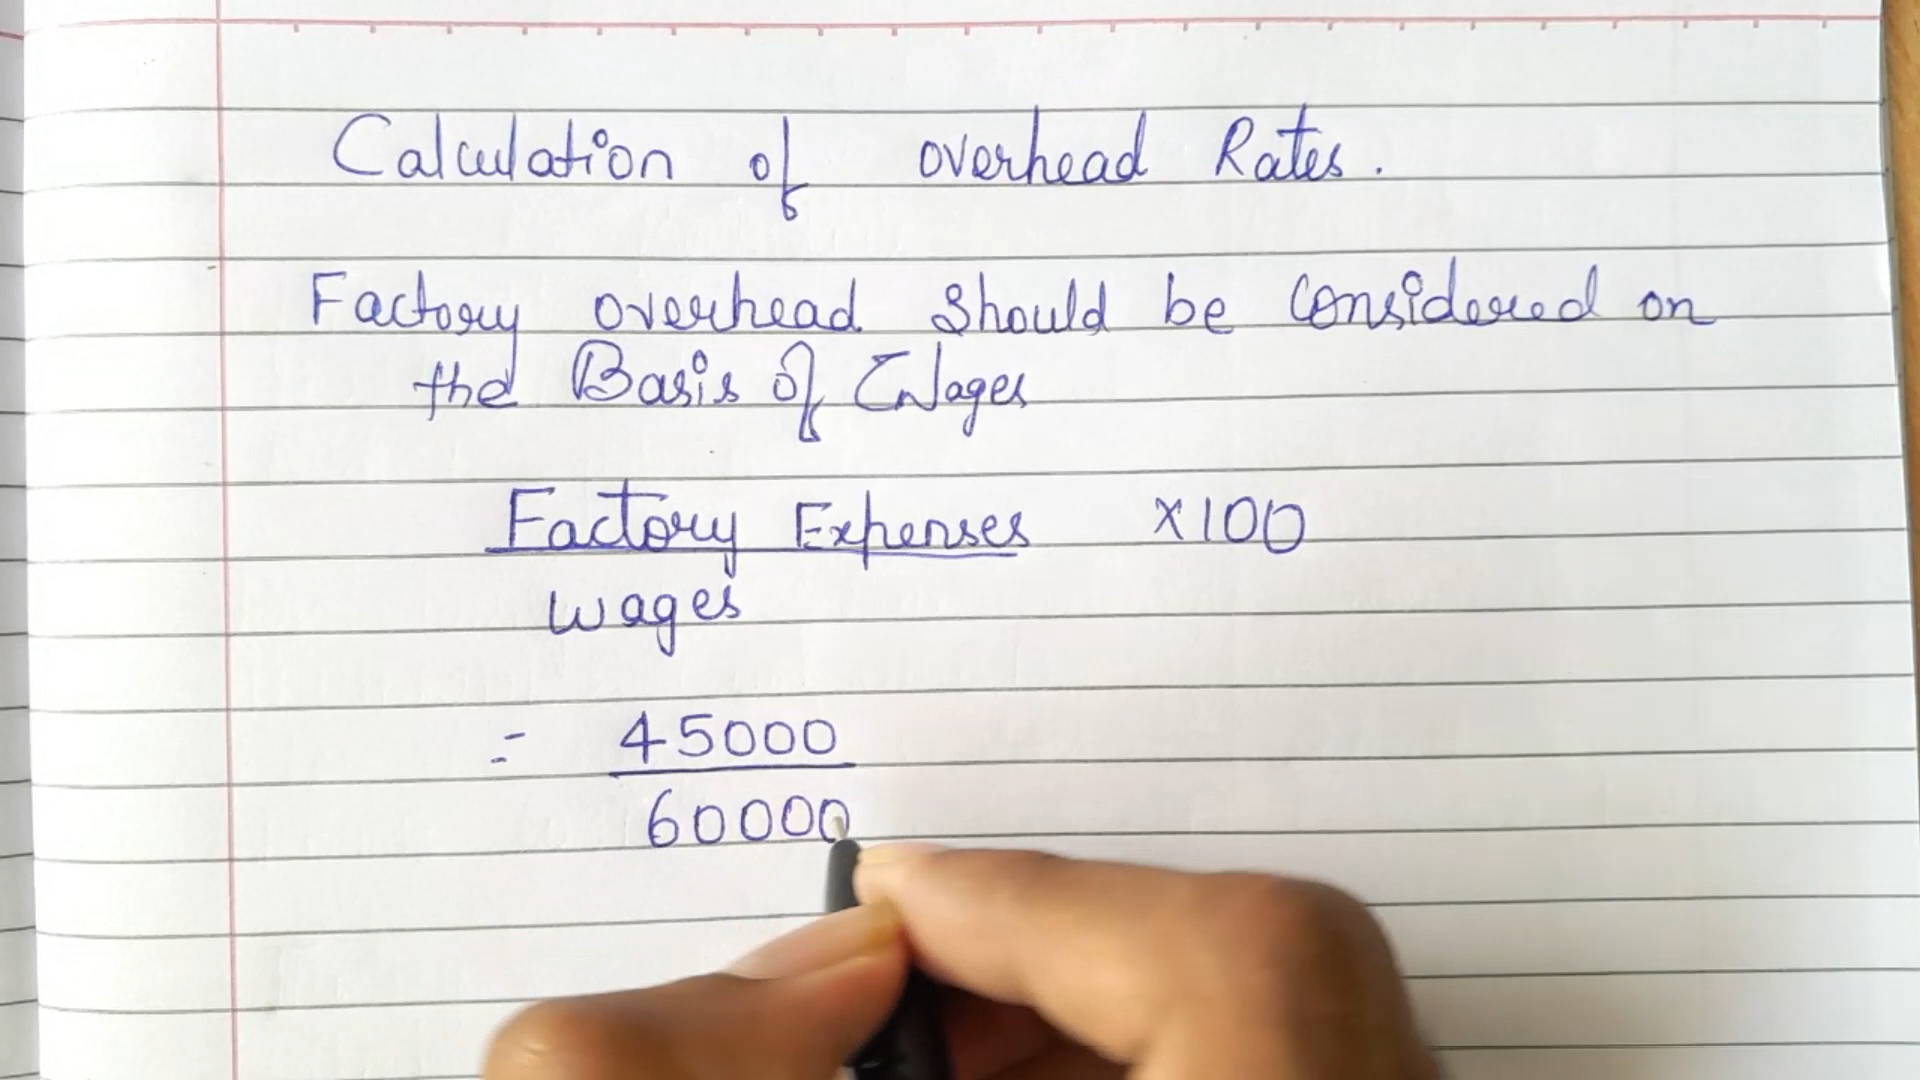 Calculation of overhead Rates.
Factory overhead should be Considered on
the Basis of Wages
Factory Expenses ×100
wages
= 45000
60000